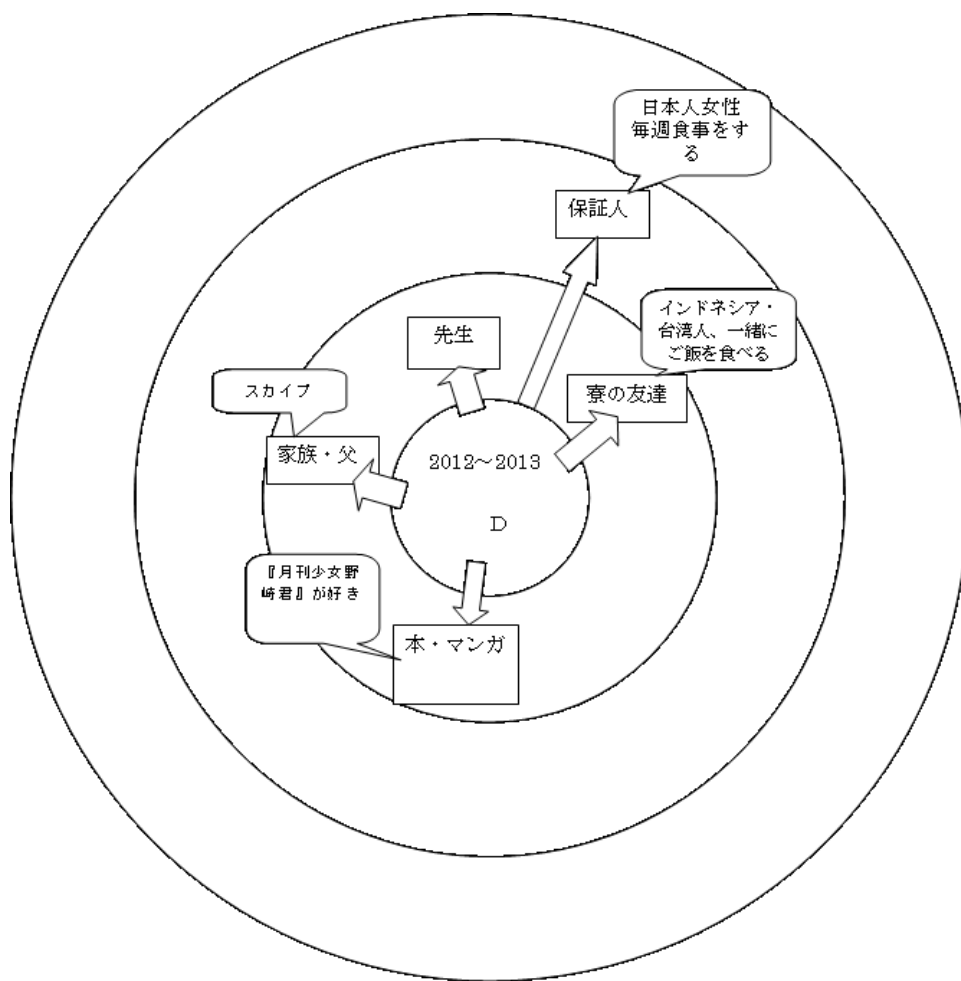 日本人女性
毎週食事をす
る
保証人
インドネシア・
台湾人、一緒に
ご飯を食べる
先生
スカイプ
寮の友達
家族・父
2012～2013
D
『月刊少女野
崎君』が好き
本・マンガ